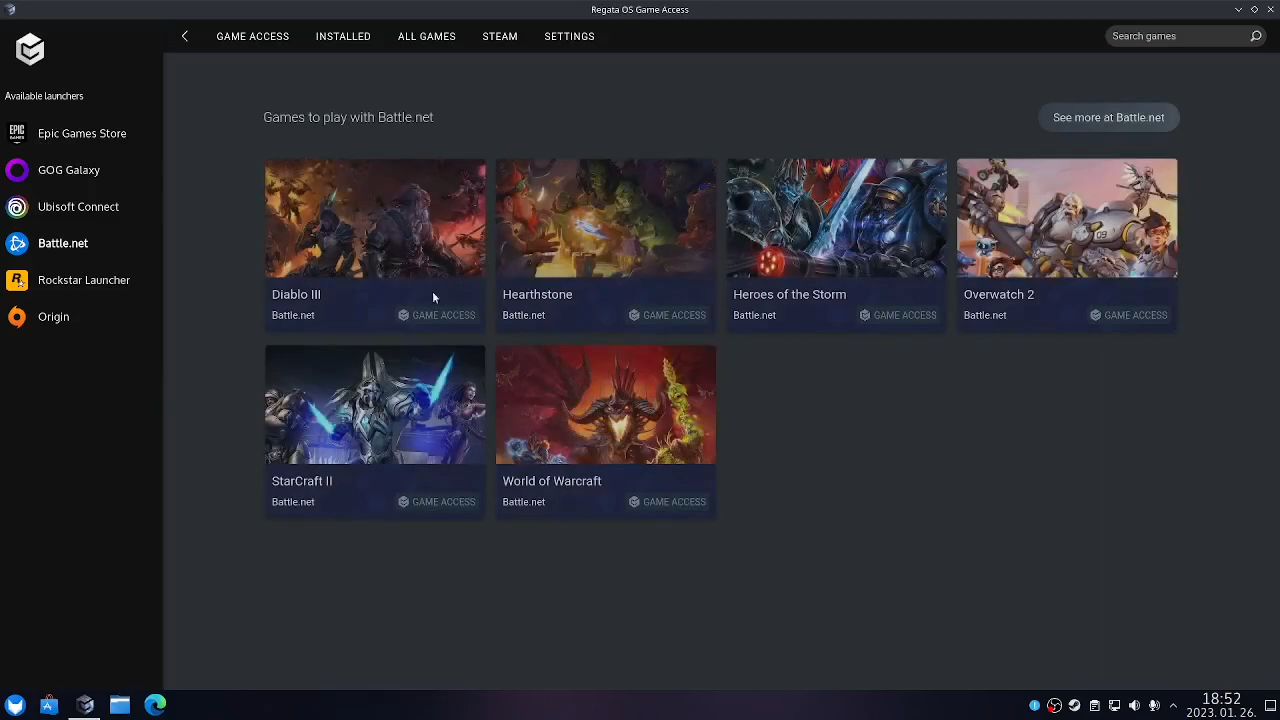 Regata OS Game Access
GAME ACCESS INSTALLED ALL GAMES STEAM SETTINGS
Search games
Available launchers
EPIC GAMES Epic Games Store
GOG Galaxy
Ubisoft Connect
Battle.net
R Rockstar Launcher
Origin
Games to play with Battle.net
See more at Battle.net
Diablo III
Battle.net GAME ACCESS
Hearthstone
Battle.net GAME ACCESS
Heroes of the Storm
Battle.net GAME ACCESS
09
Overwatch 2
Battle.net GAME ACCESS
StarCraft II
Battle.net GAME ACCESS
World of Warcraft
Battle.net GAME ACCESS
18:52
2023. 01. 26.